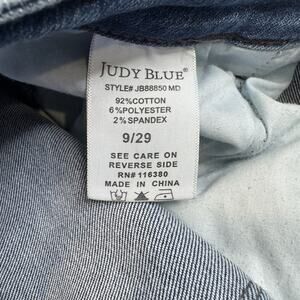 JUDY BLUE®
STYLE# JB88850 MD
92%COTTON
6%POLYESTER
2%SPANDEX
9/29
SEE CARE ON
REVERSE SIDE
RN# 116380
MADE IN CHINA